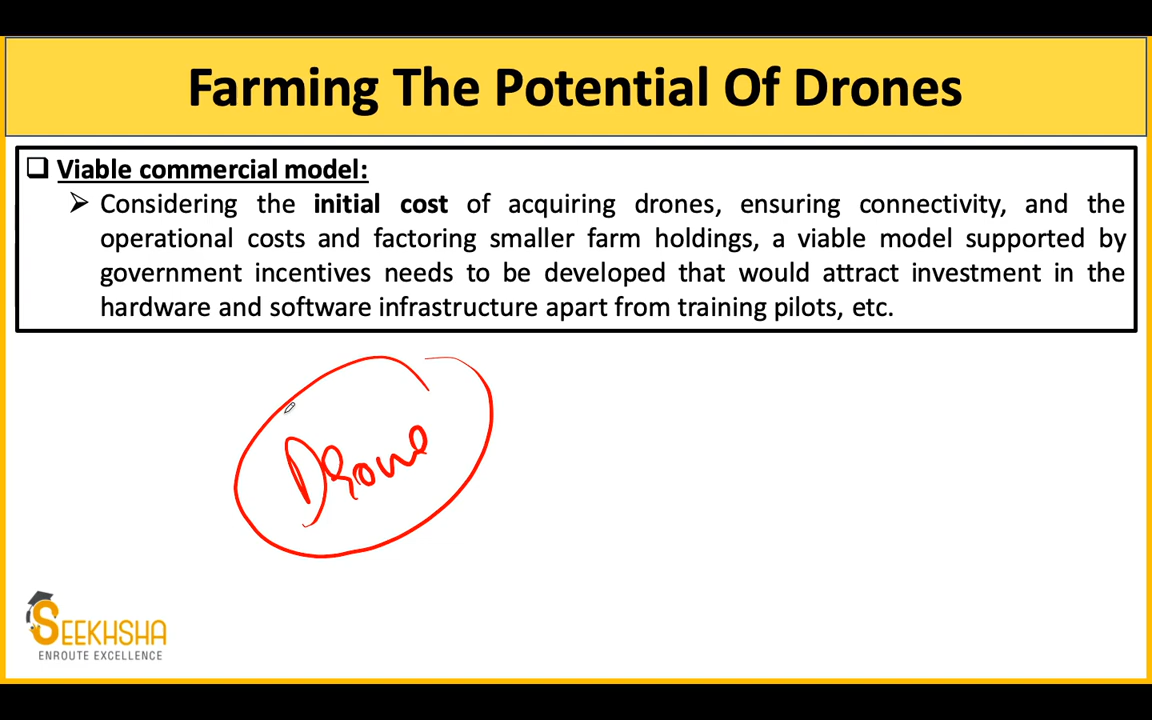 Farming The Potential Of Drones
❑ Viable commercial model:
➢ Considering the initial cost of acquiring drones, ensuring connectivity, and the
operational costs and factoring smaller farm holdings, a viable model supported by
government incentives needs to be developed that would attract investment in the
hardware and software infrastructure apart from training pilots, etc.
Drone
SEEKHSHA
ENROUTE EXCELLENCE